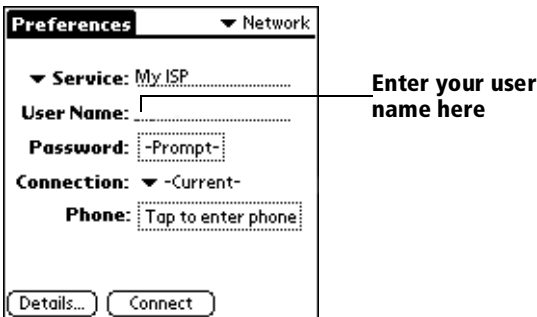 Preferences ▼ Network
▼ Service: My ISP
Enter your user
name here
User Name:
Password: -Prompt-
Connection: ▼ -Current-
Phone: Tap to enter phone
Details... Connect